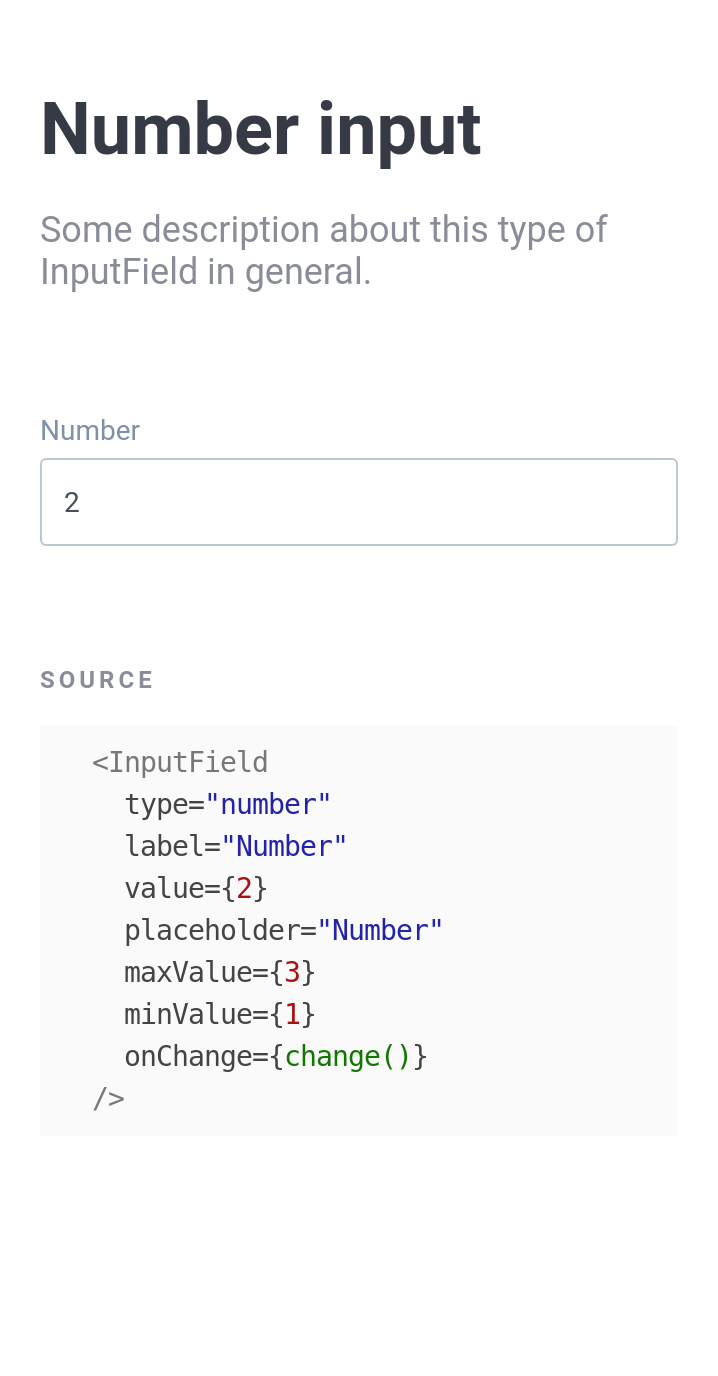 Number input
Some description about this type of
InputField in general.
Number
2
SOURCE
<InputField
type="number"
label="Number"
value={2}
placeholder="Number"
maxValue={3}
minValue={1}
onChange={change()}
/>